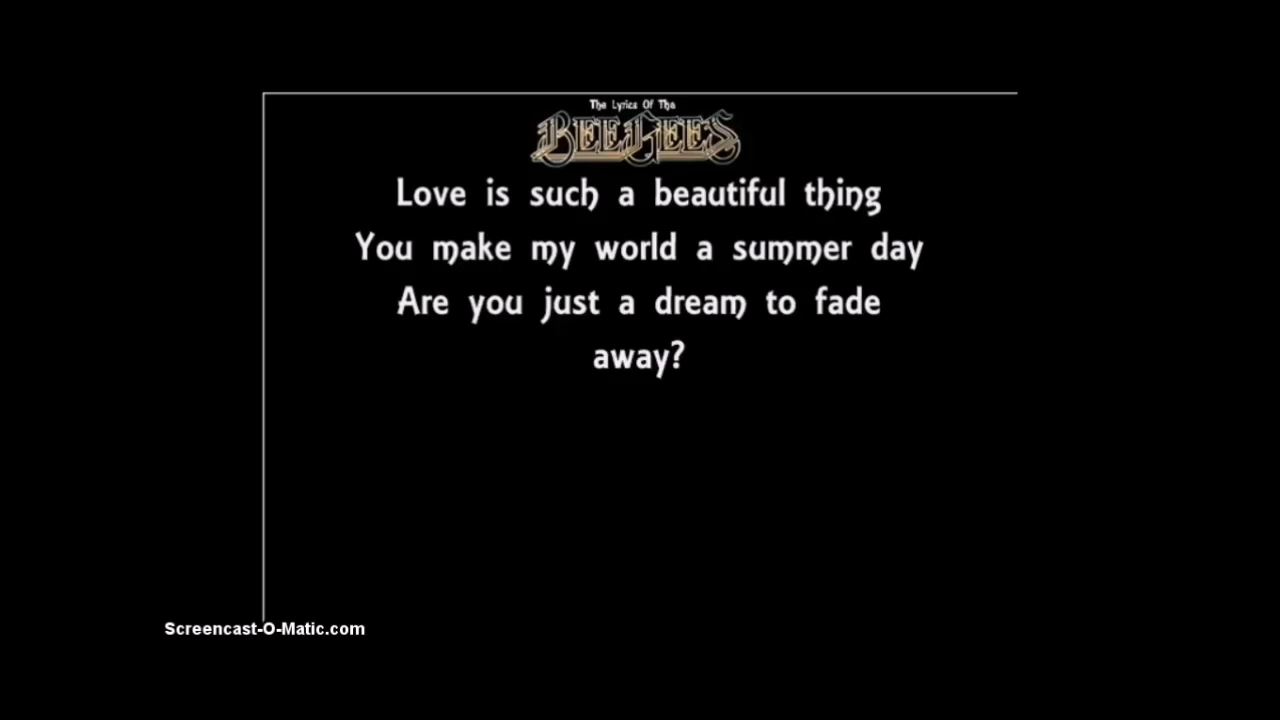 The Lyrics Of The
BEE GEES
Love is such a beautiful thing
You make my world a summer day
Are you just a dream to fade
away?
Screencast-O-Matic.com